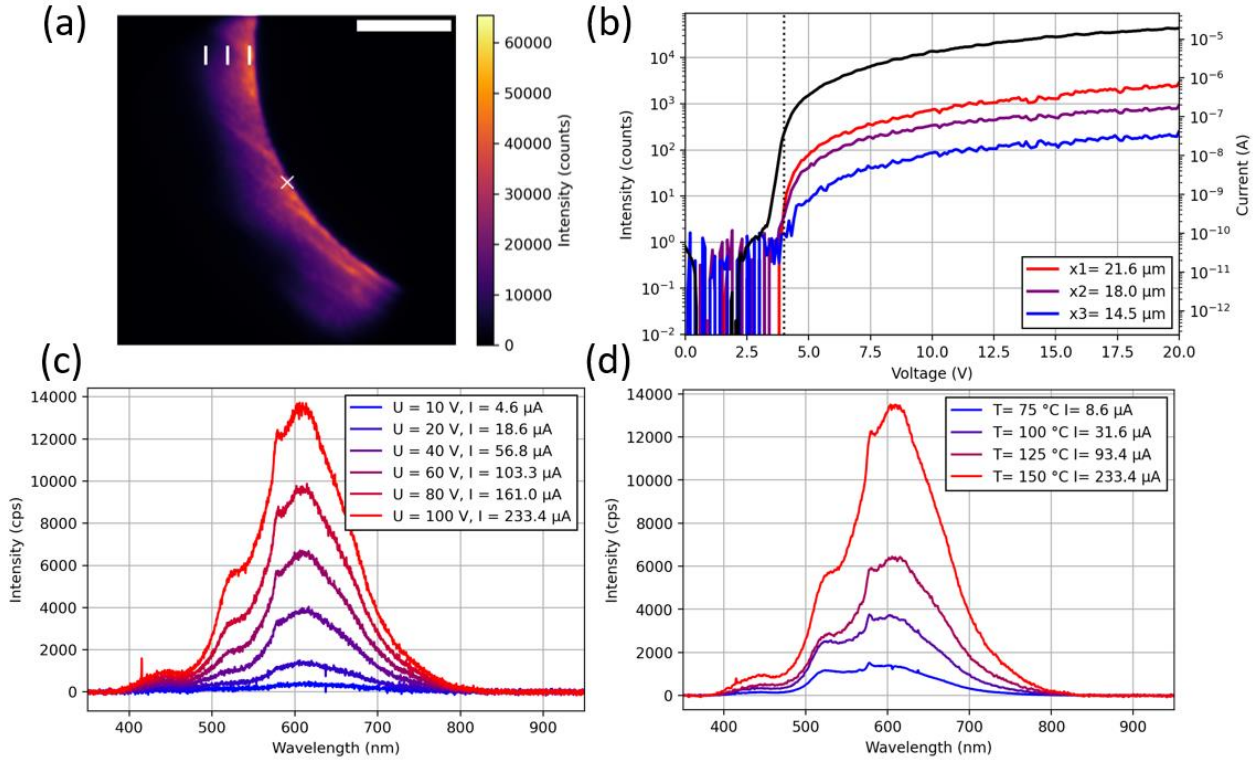 (a)
60000
50000
40000
30000
20000
10000
0
Intensity (counts)
(b)
10⁴
10³
10²
10¹
10⁰
10⁻¹
10⁻²
Intensity (counts)
10⁻⁵
10⁻⁶
10⁻⁷
10⁻⁸
10⁻⁹
10⁻¹⁰
10⁻¹¹
10⁻¹²
Current (A)
x1= 21.6 μm
x2= 18.0 μm
x3= 14.5 μm
0.0 2.5 5.0 7.5 10.0 12.5 15.0 17.5 20.0
Voltage (V)
(c)
14000
12000
10000
8000
6000
4000
2000
0
Intensity (cps)
U = 10 V, I = 4.6 μA
U = 20 V, I = 18.6 μA
U = 40 V, I = 56.8 μA
U = 60 V, I = 103.3 μA
U = 80 V, I = 161.0 μA
U = 100 V, I = 233.4 μA
400 500 600 700 800 900
Wavelength (nm)
(d)
14000
12000
10000
8000
6000
4000
2000
0
Intensity (cps)
T= 75 °C I= 8.6 μA
T= 100 °C I= 31.6 μA
T= 125 °C I= 93.4 μA
T= 150 °C I= 233.4 μA
400 500 600 700 800 900
Wavelength (nm)